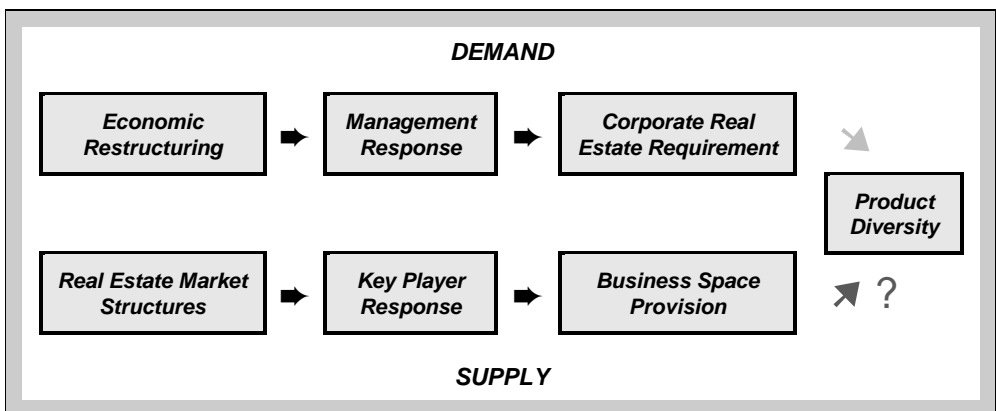 DEMAND
Economic
Restructuring
Management
Response
Corporate Real
Estate Requirement
Product
Diversity
Real Estate Market
Structures
Key Player
Response
Business Space
Provision
?
SUPPLY